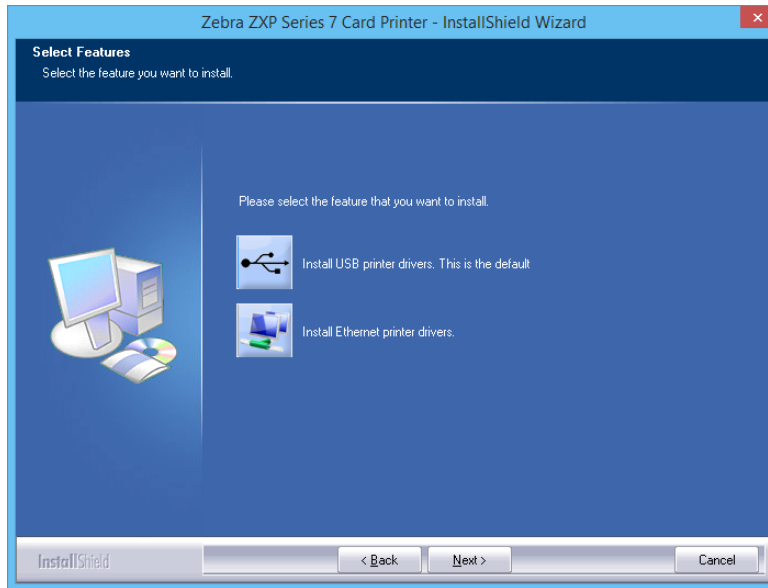 Zebra ZXP Series 7 Card Printer - InstallShield Wizard
Select Features
Select the feature you want to install.
Please select the feature that you want to install.
Install USB printer drivers. This is the default
Install Ethernet printer drivers.
InstallShield
< Back
Next >
Cancel